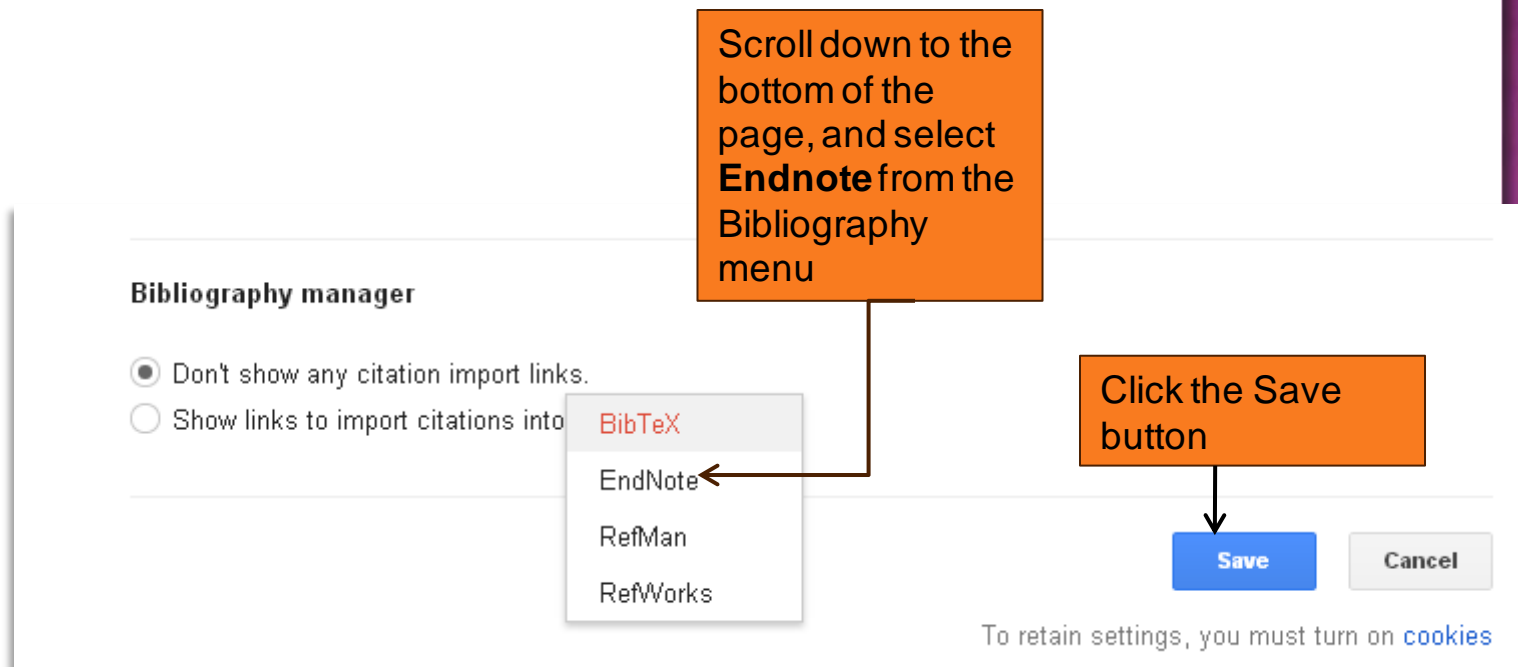 Scroll down to the
bottom of the
page, and select
Endnote from the
Bibliography
menu
Bibliography manager
Don't show any citation import links.
Show links to import citations into
BibTeX
EndNote
RefMan
RefWorks
Click the Save
button
Save
Cancel
To retain settings, you must turn on cookies